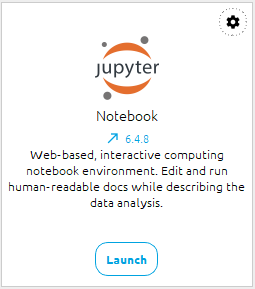 jupyter
Notebook
6.4.8
Web-based, interactive computing
notebook environment. Edit and run
human-readable docs while describing the
data analysis.
Launch